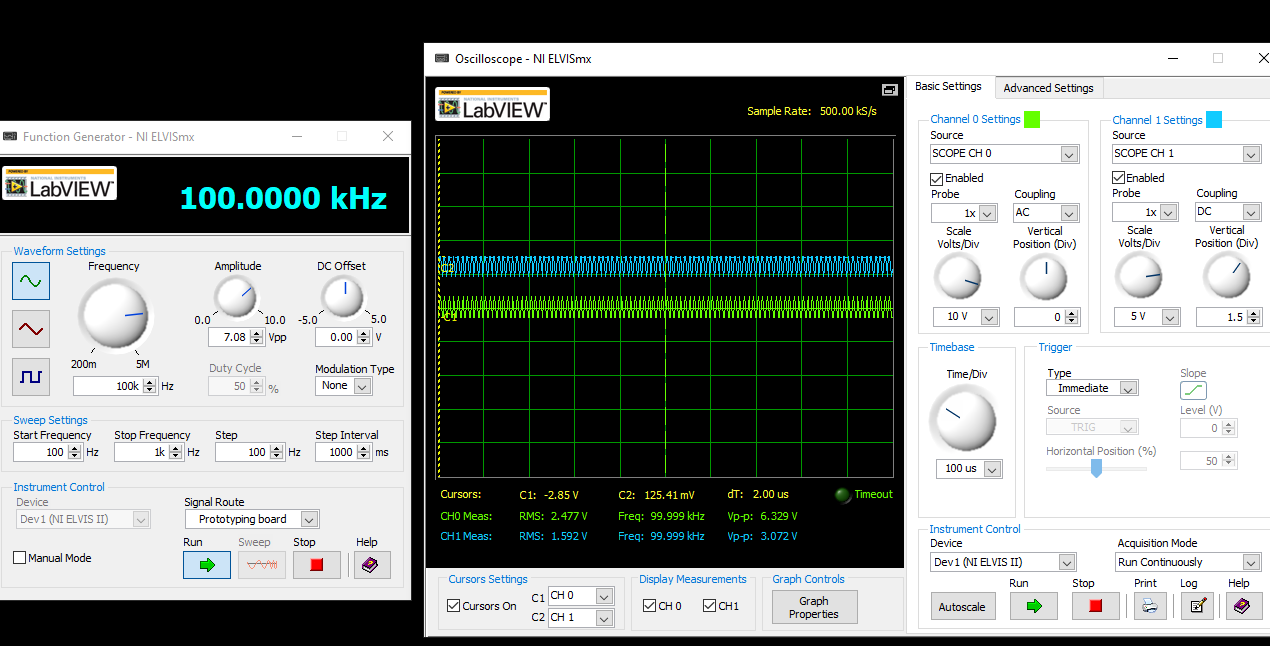 Function Generator - NI ELVISmx
POWERED BY
NATIONAL INSTRUMENTS
LabVIEW™
100.0000 kHz
Waveform Settings
Frequency
Amplitude
DC Offset
0.0 10.0 -5.0 5.0
7.08 Vpp
0.00 V
200m 5M
100k Hz
Duty Cycle
50 %
Modulation Type
None
Sweep Settings
Start Frequency Stop Frequency Step Step Interval
100 Hz 1k Hz 100 Hz 1000 ms
Instrument Control
Device
Dev1 (NI ELVIS II)
Signal Route
Prototyping board
Manual Mode
Run Sweep Stop Help
Oscilloscope - NI ELVISmx
POWERED BY
NATIONAL INSTRUMENTS
LabVIEW™
Sample Rate: 500.00 kS/s
C2
C1
Cursors: C1: -2.85 V C2: 125.41 mV dT: 2.00 us Timeout
CH0 Meas: RMS: 2.477 V Freq: 99.999 kHz Vp-p: 6.329 V
CH1 Meas: RMS: 1.592 V Freq: 99.999 kHz Vp-p: 3.072 V
Cursors Settings
Cursors On
C1 CH 0
C2 CH 1
Display Measurements
CH 0 CH1
Graph Controls
Graph
Properties
Basic Settings Advanced Settings
Channel 0 Settings
Source
SCOPE CH 0
Enabled
Probe Coupling
1x AC
Scale
Volts/Div
Vertical
Position (Div)
10 V 0
Channel 1 Settings
Source
SCOPE CH 1
Enabled
Probe Coupling
1x DC
Scale
Volts/Div
Vertical
Position (Div)
5 V 1.5
Timebase
Time/Div
100 us
Trigger
Type
Immediate
Slope
Source
TRIG
Level (V)
0
Horizontal Position (%)
50
Instrument Control
Device
Dev1 (NI ELVIS II)
Acquisition Mode
Run Continuously
Autoscale
Run Stop Print Log Help